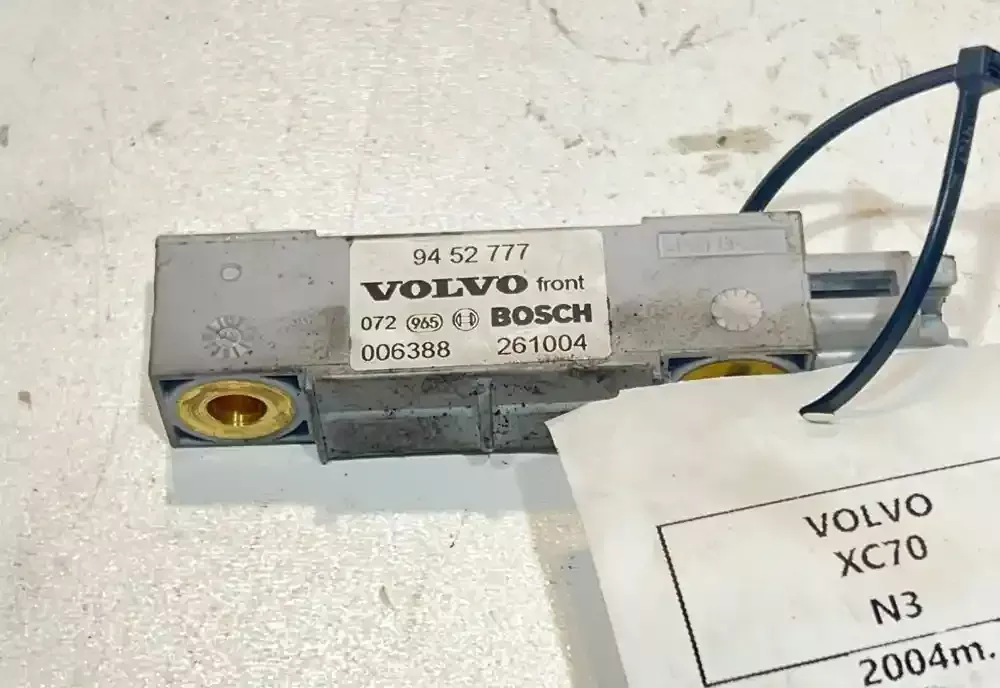 94 52 777
VOLVO front
072 965 BOSCH
006388 261004
VOLVO
XC70
N3
2004m.